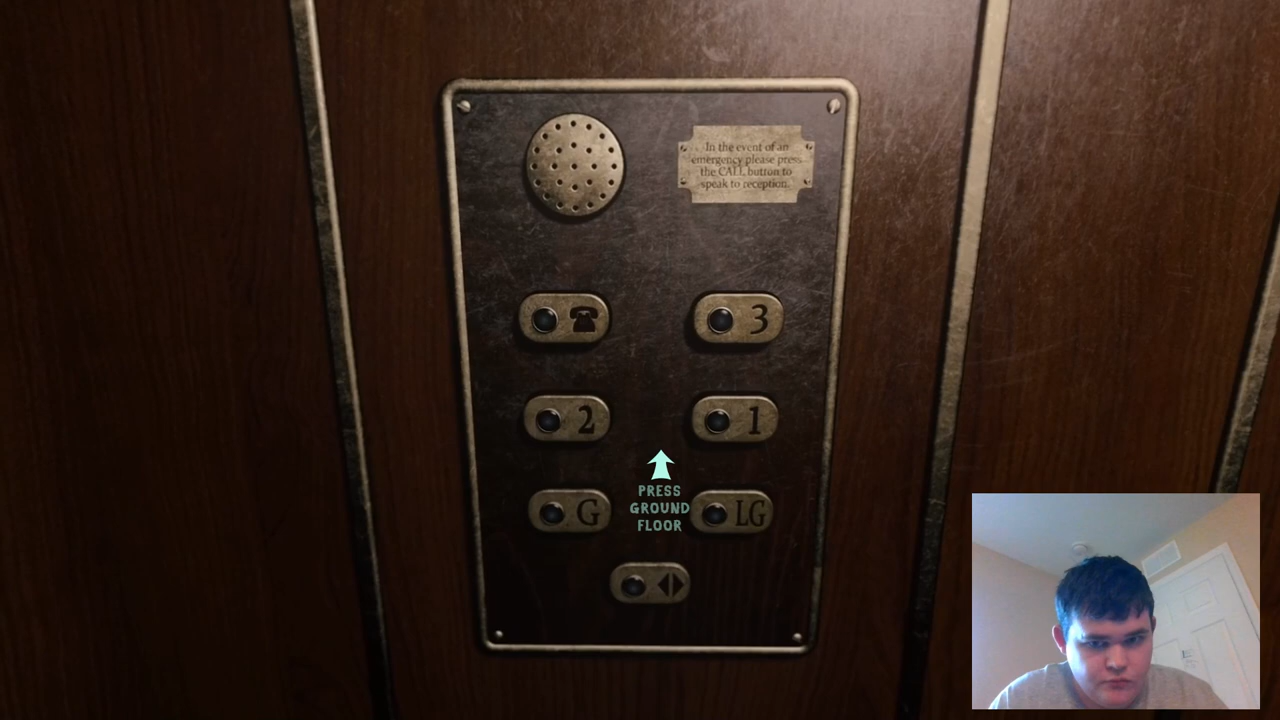 In the event of an
emergency please press
the CALL button to
speak to reception.
3
2
1
PRESS
GROUND
FLOOR
G
LG